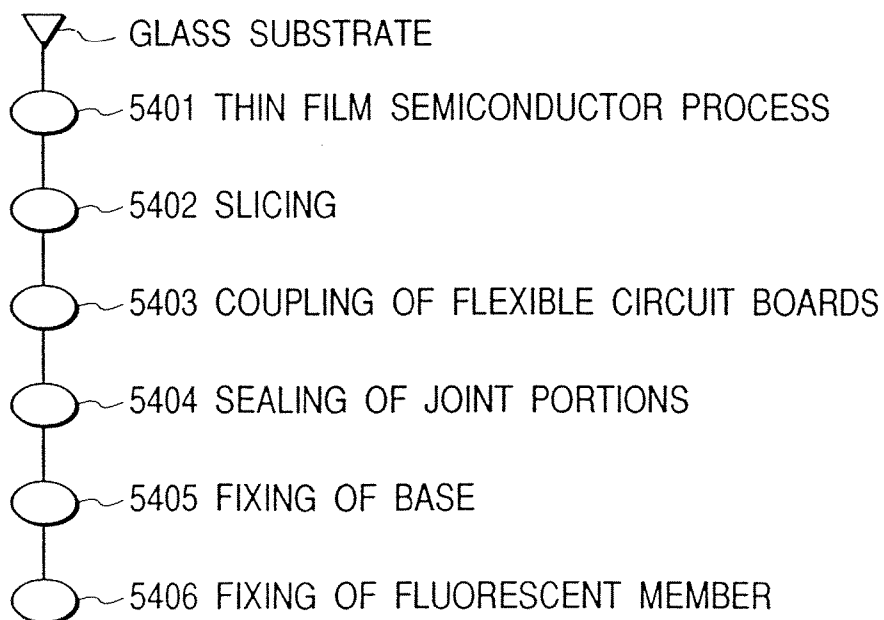 GLASS SUBSTRATE
5401 THIN FILM SEMICONDUCTOR PROCESS
5402 SLICING
5403 COUPLING OF FLEXIBLE CIRCUIT BOARDS
5404 SEALING OF JOINT PORTIONS
5405 FIXING OF BASE
5406 FIXING OF FLUORESCENT MEMBER